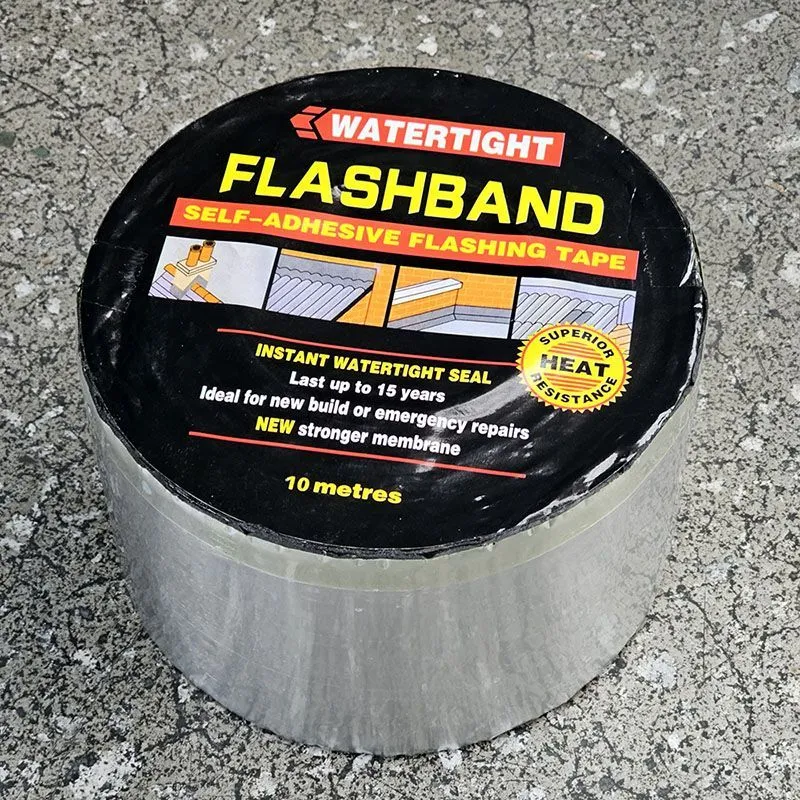 WATERTIGHT
FLASHBAND
SELF-ADHESIVE FLASHING TAPE
SUPERIOR
HEAT
RESISTANCE
INSTANT WATERTIGHT SEAL
Last up to 15 years
Ideal for new build or emergency repairs
NEW stronger membrane
10 metres